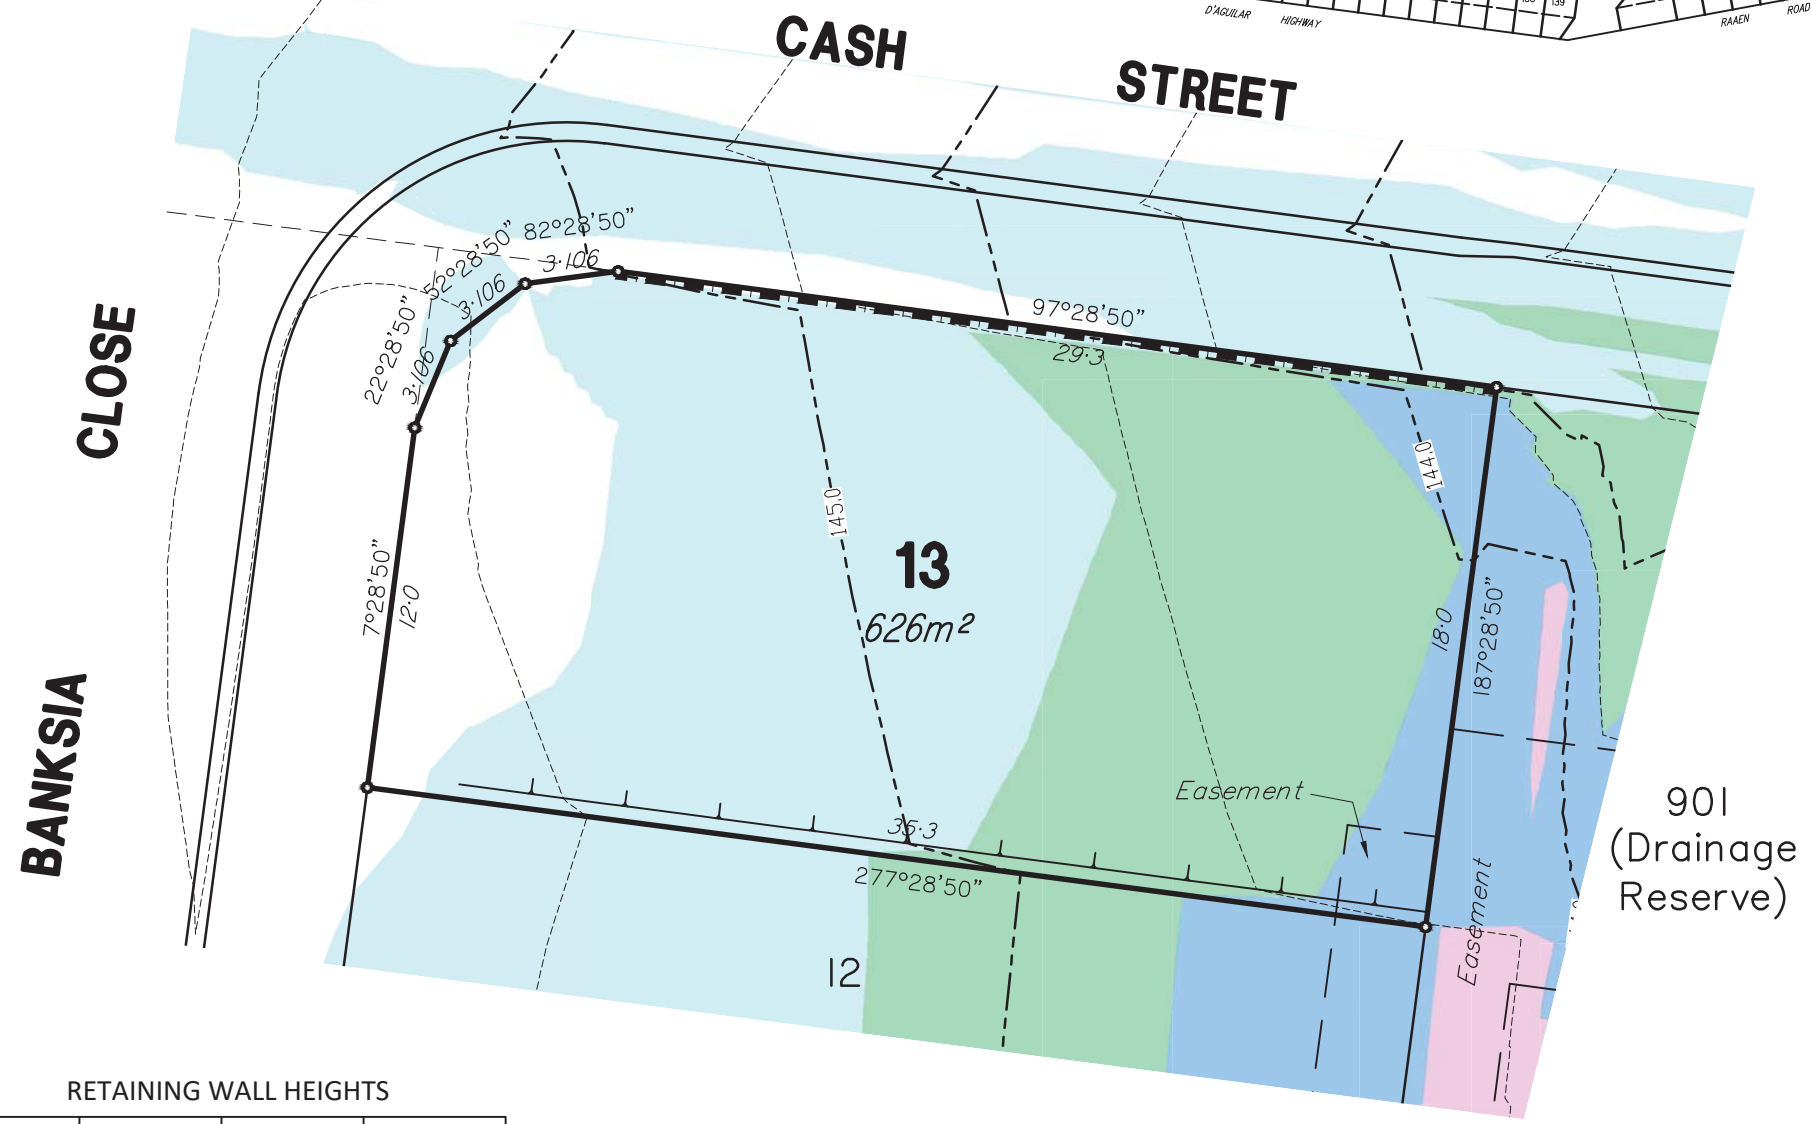 D'AGUILAR HIGHWAY
139
RAAEN ROAD
CASH STREET
82°28'50"
52°28'50"
3·106
3·106
22°28'50"
3·106
97°28'50"
29·3
CLOSE
145.0
144.0
13
626m²
7°28'50"
12·0
18·0
187°28'50"
BANKSIA
Easement
35·3
277°28'50"
901
(Drainage
Reserve)
Easement
12
RETAINING WALL HEIGHTS